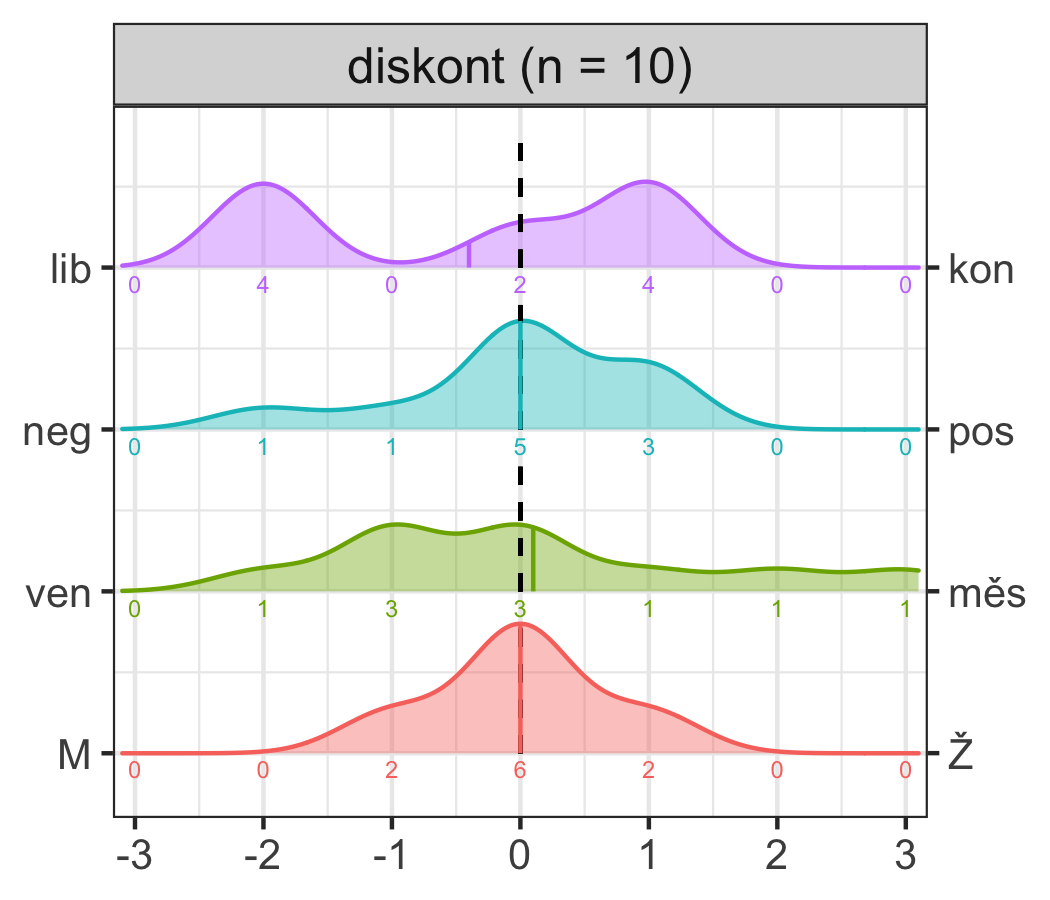 diskont (n = 10)
lib kon
0 4 0 2 4 0 0
neg pos
0 1 1 5 3 0 0
ven měs
0 1 3 3 1 1 1
M Ž
0 0 2 6 2 0 0
-3 -2 -1 0 1 2 3